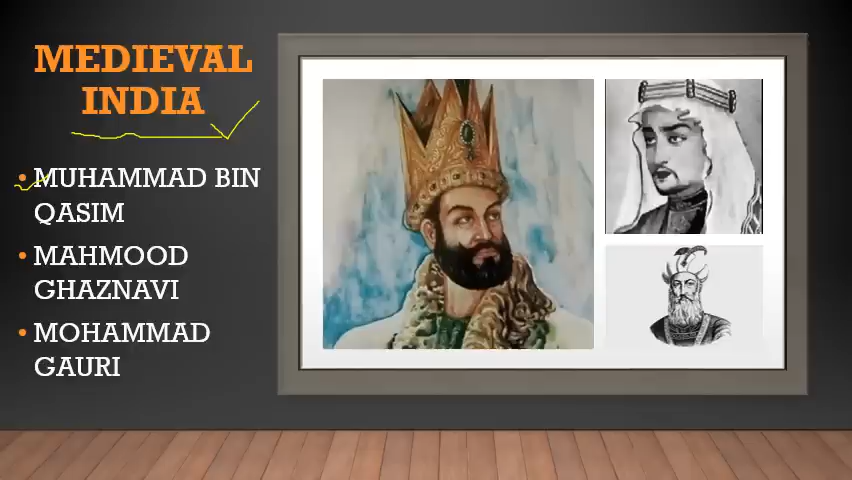 MEDIEVAL
INDIA
• MUHAMMAD BIN
QASIM
• MAHMOOD
GHAZNAVI
• MOHAMMAD
GAURI